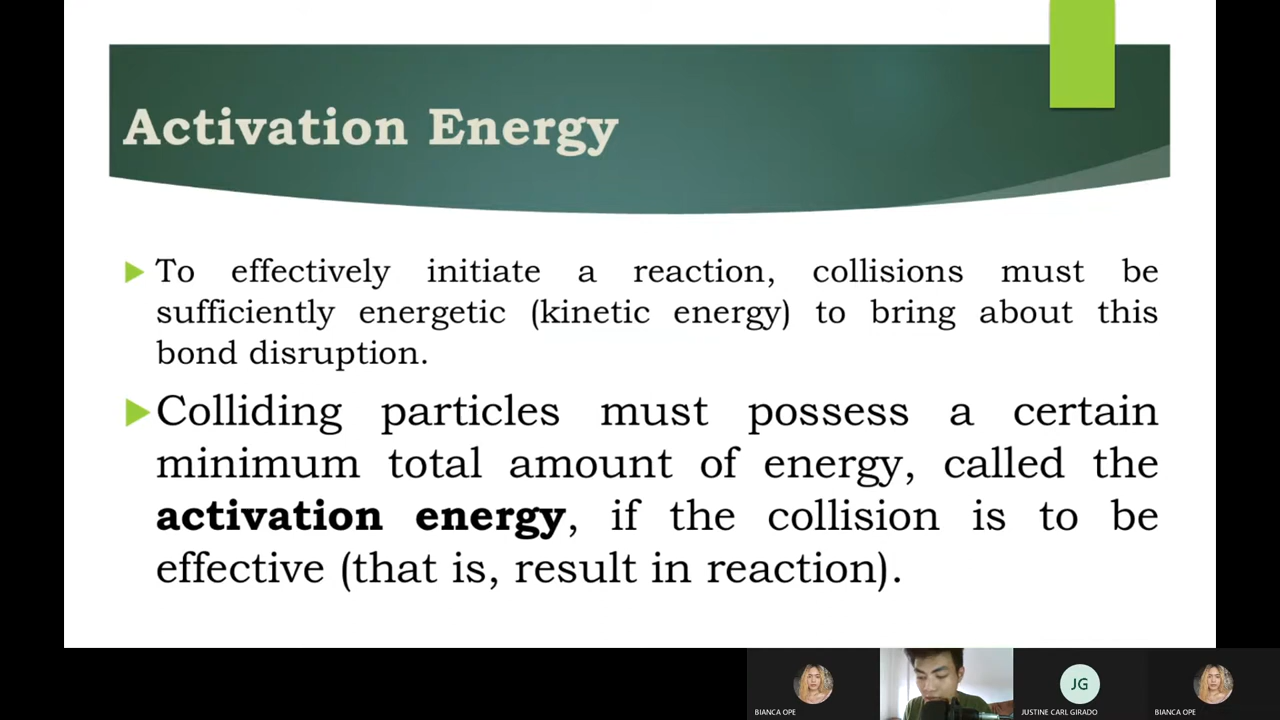 Activation Energy
To effectively initiate a reaction, collisions must be
sufficiently energetic (kinetic energy) to bring about this
bond disruption.
Colliding particles must possess a certain
minimum total amount of energy, called the
activation energy, if the collision is to be
effective (that is, result in reaction).
JG
BIANCA OPE
JUSTINE CARL GIRADO
BIANCA OPE